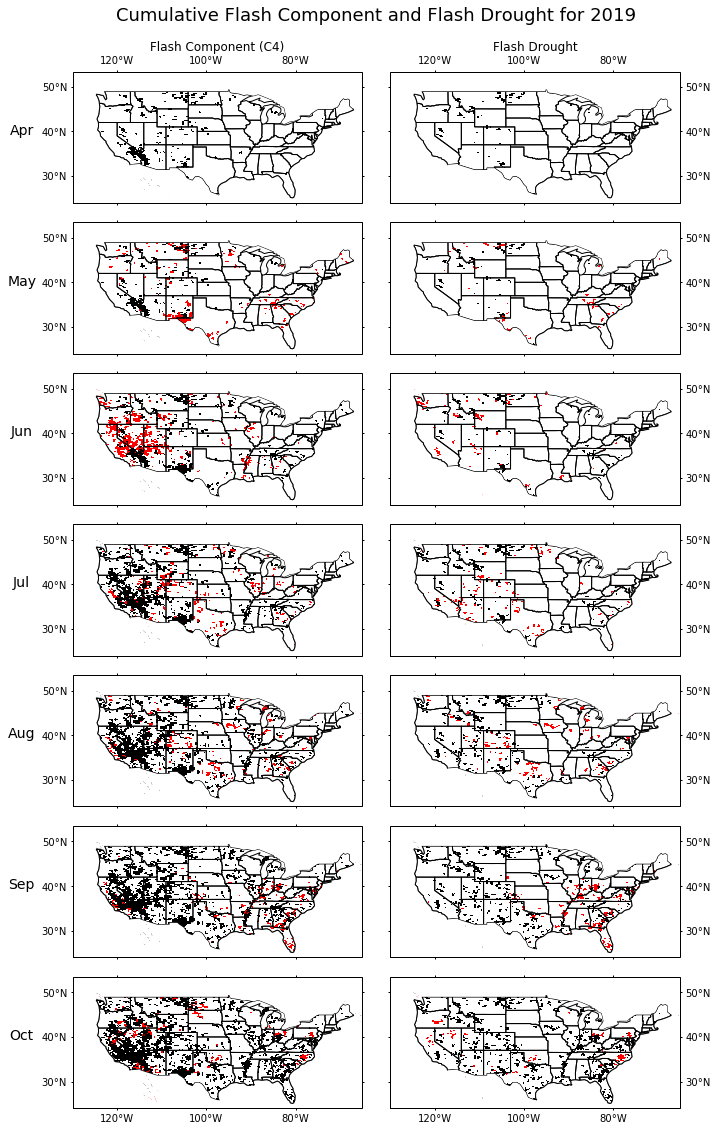 Cumulative Flash Component and Flash Drought for 2019
Flash Component (C4) Flash Drought
120°W 100°W 80°W 120°W 100°W 80°W
50°N 50°N
Apr 40°N 40°N
30°N 30°N
50°N 50°N
May 40°N 40°N
30°N 30°N
50°N 50°N
Jun 40°N 40°N
30°N 30°N
50°N 50°N
Jul 40°N 40°N
30°N 30°N
50°N 50°N
Aug 40°N 40°N
30°N 30°N
50°N 50°N
Sep 40°N 40°N
30°N 30°N
50°N 50°N
Oct 40°N 40°N
30°N 30°N
120°W 100°W 80°W 120°W 100°W 80°W